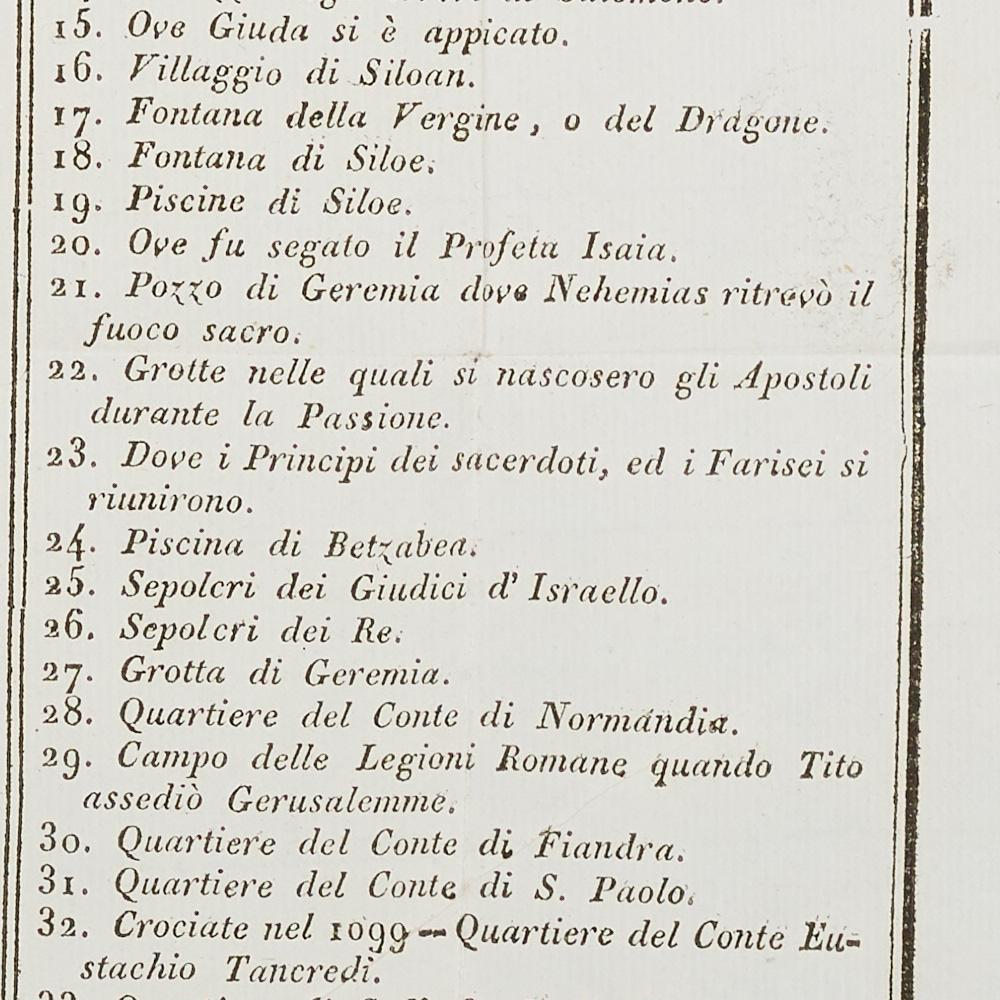 15. Ove Giuda si è appicato.
16. Villaggio di Siloan.
17. Fontana della Vergine, o del Dragone.
18. Fontana di Siloe.
19. Piscine di Siloe.
20. Ove fu segato il Profeta Isaia.
21. Pozzo di Geremia dove Nehemias ritrovò il
fuoco sacro.
22. Grotte nelle quali si nascosero gli Apostoli
durante la Passione.
23. Dove i Principi dei sacerdoti, ed i Farisei si
riunirono.
24. Piscina di Betzabea.
25. Sepolcri dei Giudici d' Israello.
26. Sepolcri dei Re.
27. Grotta di Geremia.
28. Quartiere del Conte di Normandia.
29. Campo delle Legioni Romane quando Tito
assediò Gerusalemme.
30. Quartiere del Conte di Fiandra.
31. Quartiere del Conte di S. Paolo.
32. Crociate nel 1099 — Quartiere del Conte Eu-
stachio Tancredi.